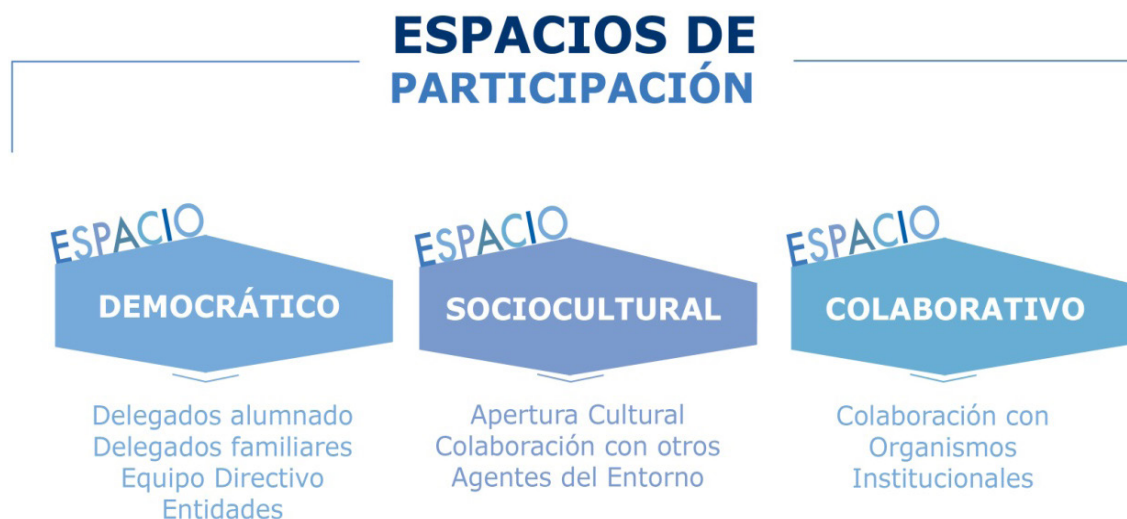 ESPACIOS DE
PARTICIPACIÓN
ESPACIO
DEMOCRÁTICO
Delegados alumnado
Delegados familiares
Equipo Directivo
Entidades
ESPACIO
SOCIOCULTURAL
Apertura Cultural
Colaboración con otros
Agentes del Entorno
ESPACIO
COLABORATIVO
Colaboración con
Organismos
Institucionales